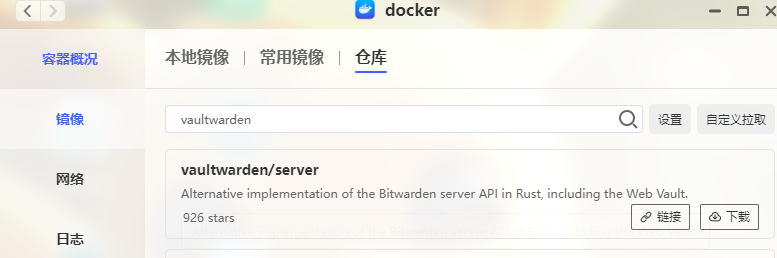 docker
容器概况
本地镜像 | 常用镜像 | 仓库
镜像
vaultwarden
设置
自定义拉取
vaultwarden/server
Alternative implementation of the Bitwarden server API in Rust, including the Web Vault.
网络
926 stars
链接
下载
日志